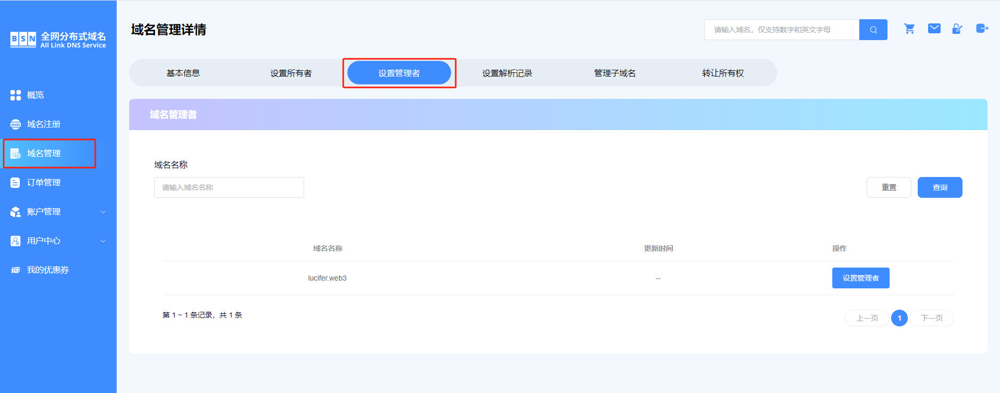 BSN 全网分布式域名
All Link DNS Service
概览
域名注册
域名管理
订单管理
账户管理
用户中心
我的优惠券
域名管理详情
请输入域名，仅支持数字和英文字母
基本信息 设置所有者 设置管理者 设置解析记录 管理子域名 转让所有权
域名管理者
域名名称
请输入域名名称
重置 查询
域名名称 更新时间 操作
lucifer.web3 -- 设置管理者
第 1 ~ 1 条记录，共 1 条
上一页 1 下一页